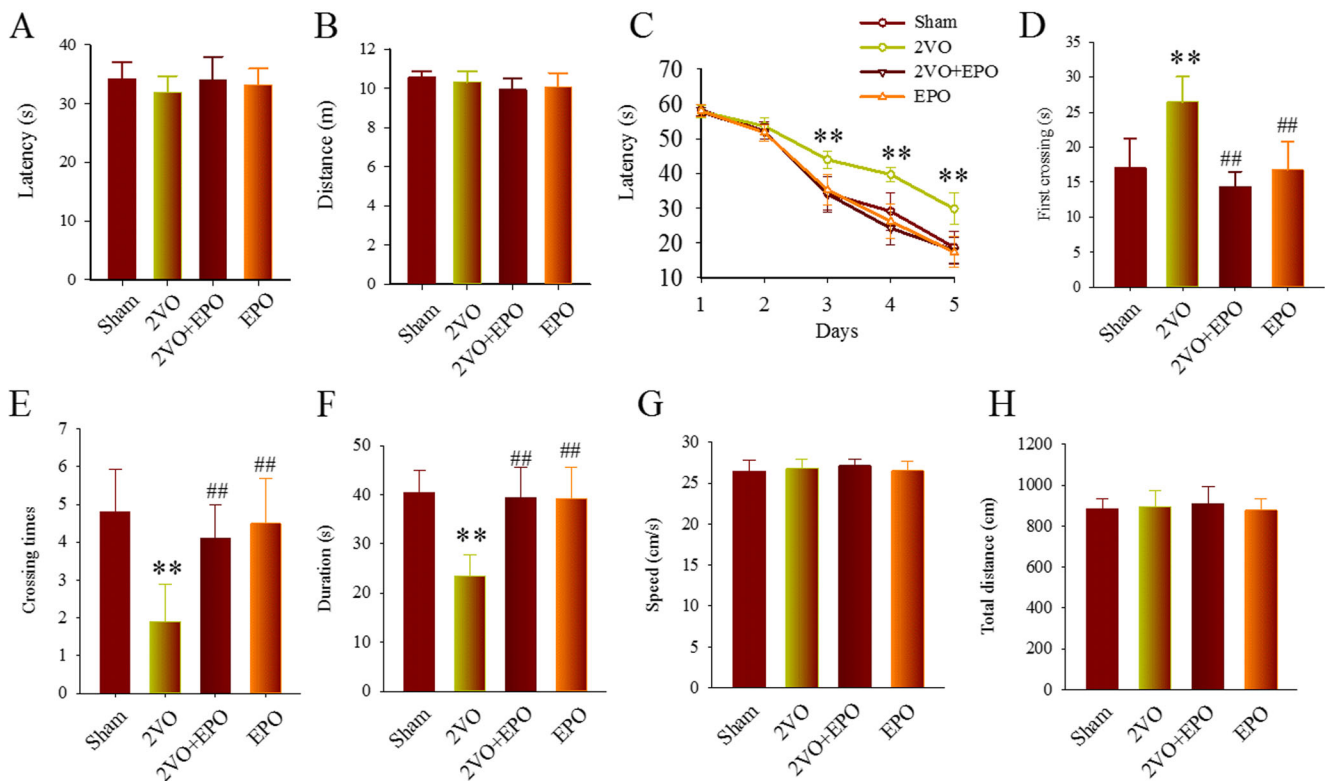 A
Latency (s)
40
30
20
10
0
Sham
2VO
2VO+EPO
EPO
B
Distance (m)
12
10
8
6
4
2
0
Sham
2VO
2VO+EPO
EPO
C
Sham
2VO
2VO+EPO
EPO
Latency (s)
70
60
50
40
30
20
10
**
**
**
1 2 3 4 5
Days
D
First crossing (s)
35
30
25
20
15
10
5
0
**
##
##
Sham
2VO
2VO+EPO
EPO
E
Crossing times
7
6
5
4
3
2
1
0
**
##
##
Sham
2VO
2VO+EPO
EPO
F
Duration (s)
50
40
30
20
10
0
**
##
##
Sham
2VO
2VO+EPO
EPO
G
Speed (cm/s)
30
25
20
15
10
5
0
Sham
2VO
2VO+EPO
EPO
H
Total distance (cm)
1200
1000
800
600
400
200
0
Sham
2VO
2VO+EPO
EPO